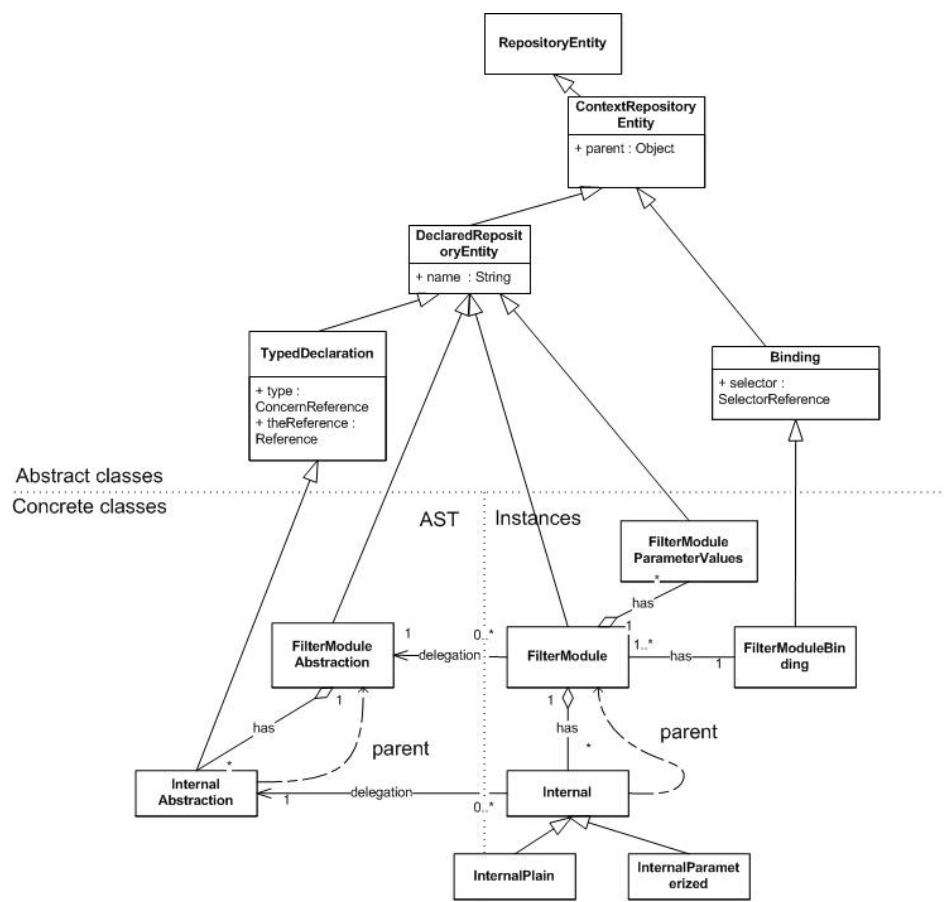 RepositoryEntity
ContextRepository
Entity
+ parent : Object
DeclaredReposit
oryEntity
+ name : String
TypedDeclaration
+ type :
ConcernReference
+ theReference :
Reference
Binding
+ selector :
SelectorReference
Abstract classes
Concrete classes
AST
Instances
FilterModule
ParameterValues
*
has
1
FilterModule
Abstraction
1
0..*
delegation
FilterModule
1..*
has
1
FilterModuleBin
ding
1
has
parent
*
1
has
parent
*
Internal
Abstraction
1
delegation
0..*
Internal
InternalPlain
InternalParamet
erized